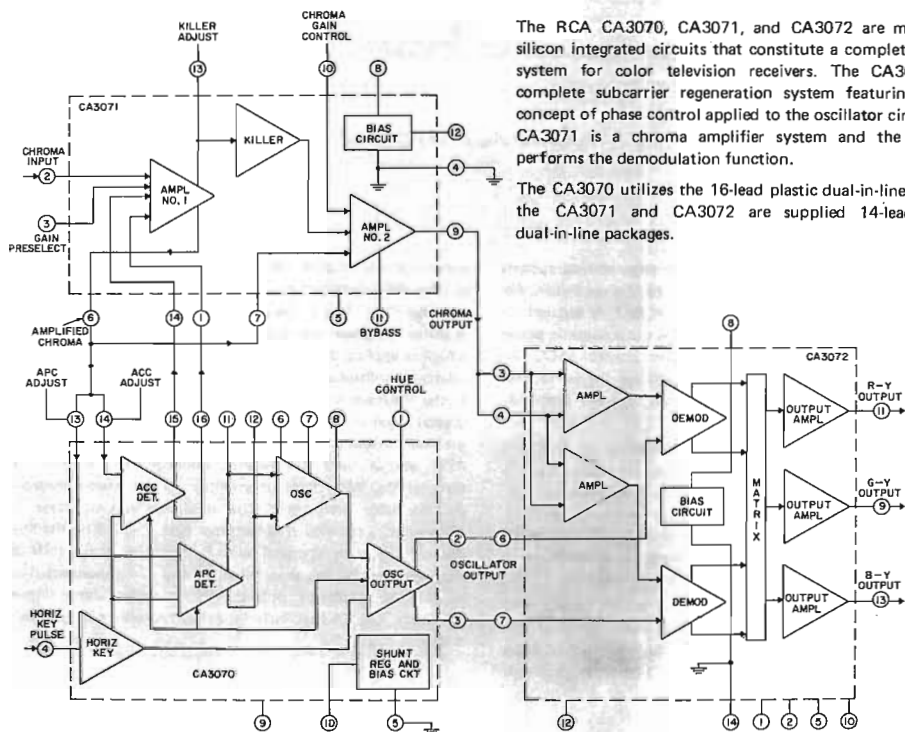 KILLER
ADJUST
13
CHROMA
GAIN
CONTROL
10
8
The RCA CA3070, CA3071, and CA3072 are m
silicon integrated circuits that constitute a complet
system for color television receivers. The CA30
complete subcarrier regeneration system featurin
concept of phase control applied to the oscillator cir
CA3071 is a chroma amplifier system and the
performs the demodulation function.
The CA3070 utilizes the 16-lead plastic dual-in-line
the CA3071 and CA3072 are supplied 14-lea
dual-in-line packages.
CA3071
KILLER
BIAS
CIRCUIT
12
4
CHROMA
INPUT
2
3
GAIN
PRESELECT
AMPL
NO. 1
AMPL
NO. 2
9
6
14
1
7
5
11
BYPASS
AMPLIFIED
CHROMA
CHROMA
OUTPUT
APC
ADJUST
ACC
ADJUST
HUE
CONTROL
13
14
15
16
11
12
6
7
8
1
ACC
DET.
OSC
APC
DET.
OSC
OUTPUT
2
6
OSCILLATOR
OUTPUT
3
7
HORIZ
KEY
PULSE
4
HORIZ
KEY
SHUNT
REG AND
BIAS CKT
CA3070
9
10
5
8
CA3072
3
4
AMPL
AMPL
DEMOD
BIAS
CIRCUIT
DEMOD
MATRIX
OUTPUT
AMPL
R-Y
OUTPUT
11
OUTPUT
AMPL
G-Y
OUTPUT
9
OUTPUT
AMPL
B-Y
OUTPUT
13
12
14
1
2
5
10